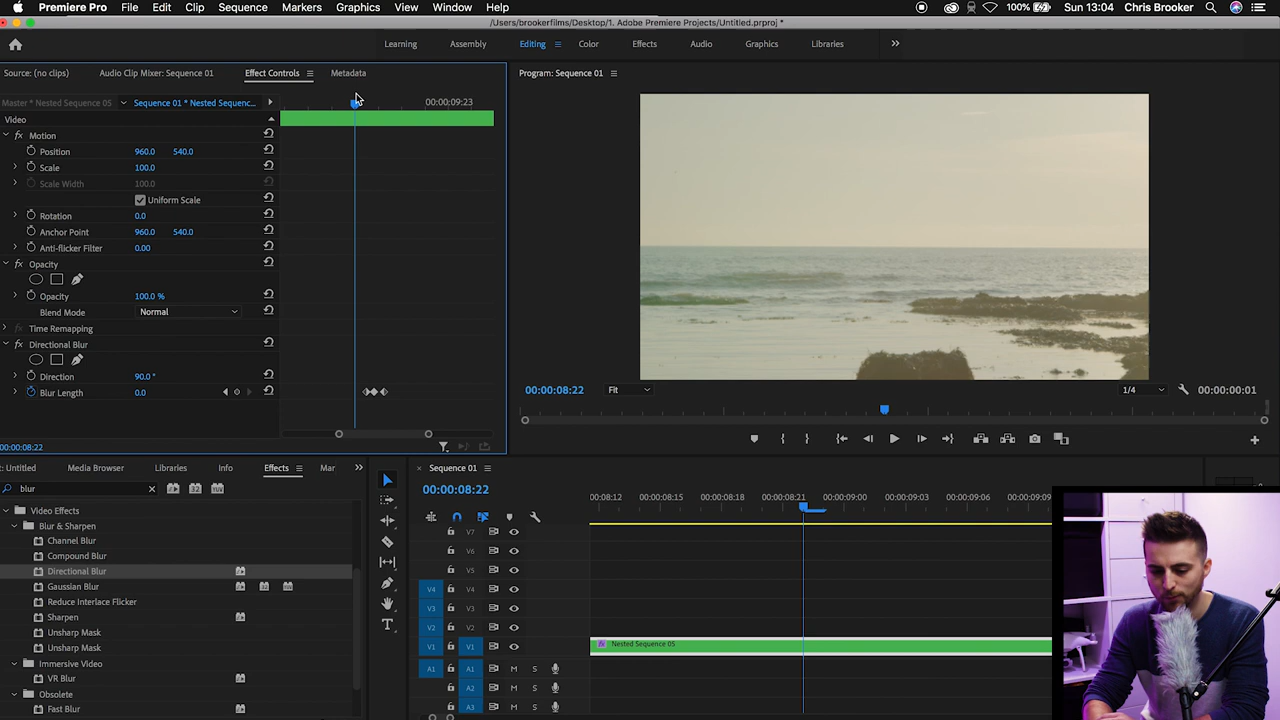 Premiere Pro File Edit Clip Sequence Markers Graphics View Window Help 100% Sun 13:04 Chris Brooker
/Users/brookerfilms/Desktop/1. Adobe Premiere Projects/Untitled.prproj *
Learning Assembly Editing Color Effects Audio Graphics Libraries
Source: (no clips) Audio Clip Mixer: Sequence 01 Effect Controls Metadata
Program: Sequence 01
Master * Nested Sequence 05 Sequence 01 * Nested Sequenc... 00:00:09:23
Video
fx Motion
Position 960.0 540.0
Scale 100.0
Scale Width 100.0
Uniform Scale
Rotation 0.0
Anchor Point 960.0 540.0
Anti-flicker Filter 0.00
fx Opacity
Opacity 100.0 %
Blend Mode Normal
fx Time Remapping
fx Directional Blur
Direction 90.0 °
Blur Length 0.0
00:00:08:22
00:00:08:22 Fit 1/4 00:00:00:01
: Untitled Media Browser Libraries Info Effects Mar
blur
Video Effects
Blur & Sharpen
Channel Blur
Compound Blur
Directional Blur
Gaussian Blur
Reduce Interlace Flicker
Sharpen
Unsharp Mask
Unsharp Mask
Immersive Video
VR Blur
Obsolete
Fast Blur
Sequence 01
00:00:08:22
00:00:08:12 00:00:08:15 00:00:08:18 00:00:08:21 00:00:09:00 00:00:09:03 00:00:09:06 00:00:09:09
V7
V6
V5
V4 V4
V3 V3
V2 V2
V1 V1 fx Nested Sequence 05
A1 A1 M S
A2 A2 M S
A3 A3 M S